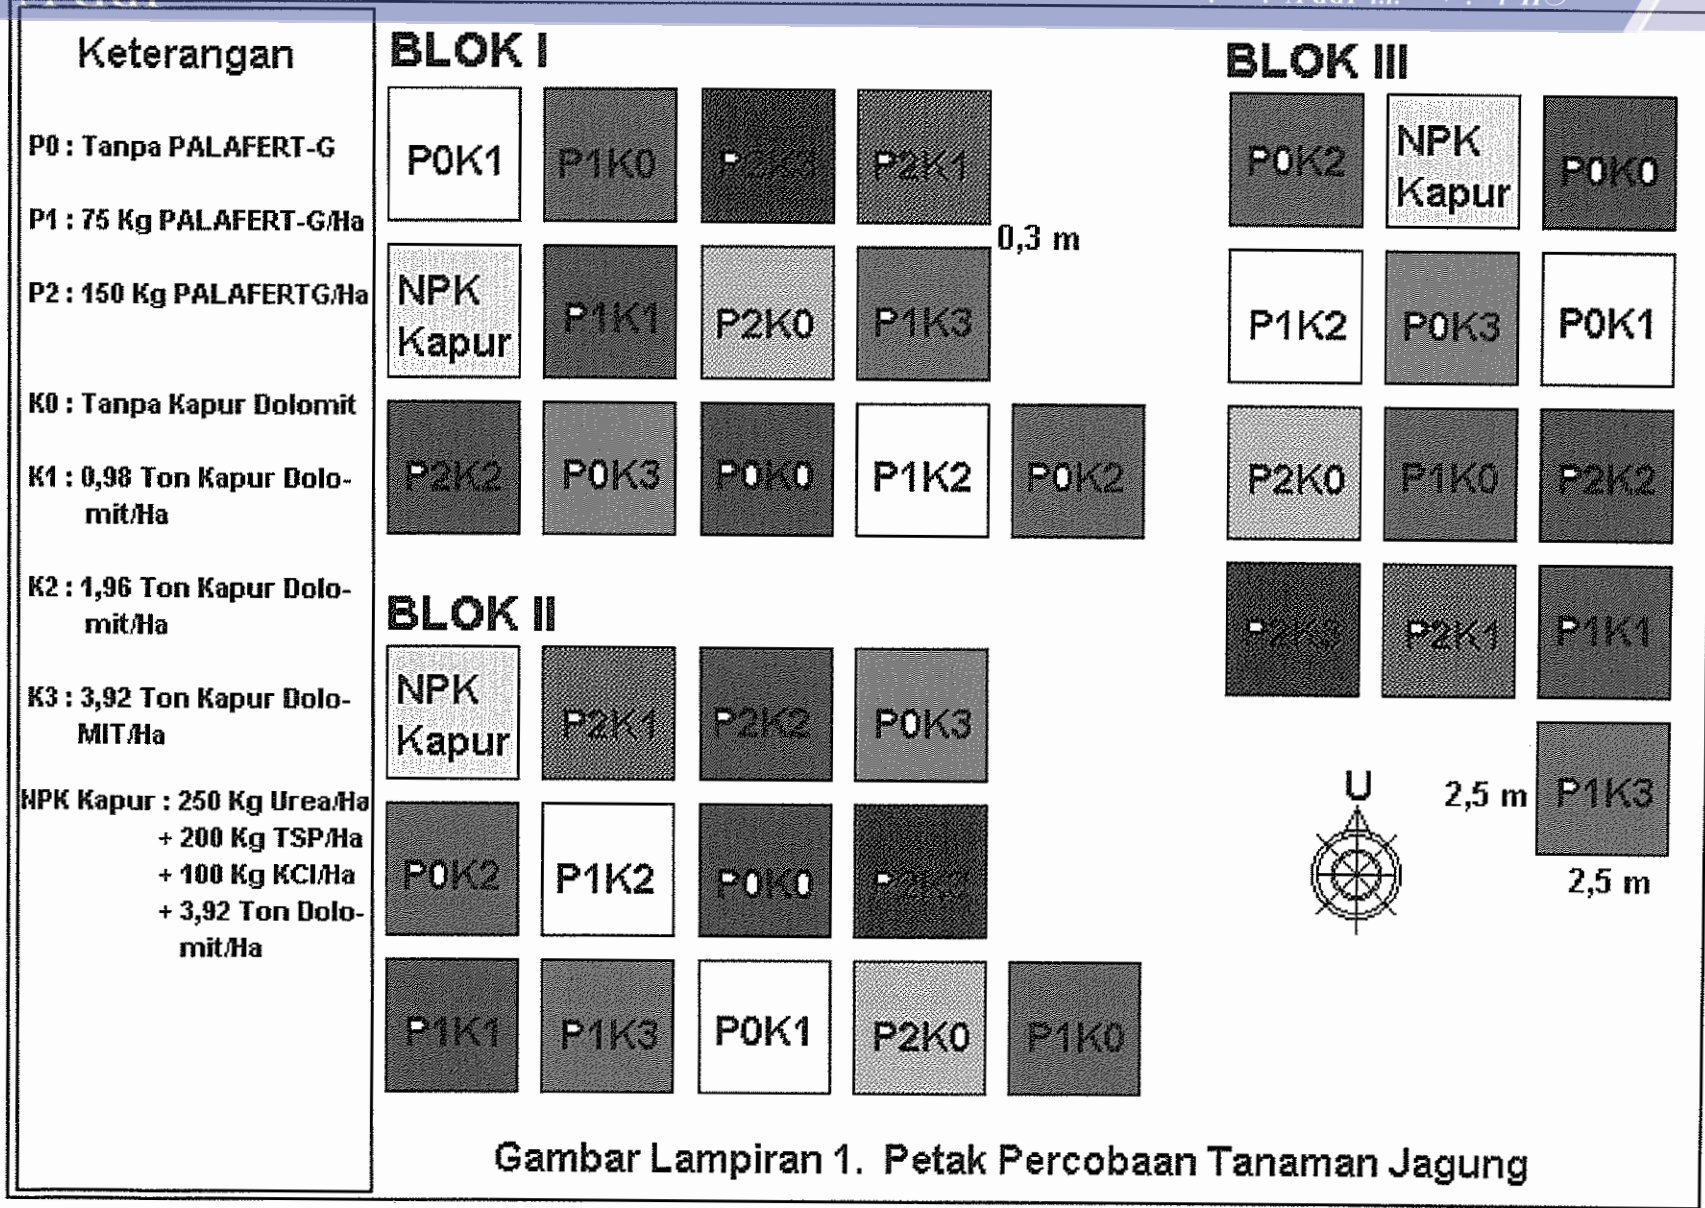 Keterangan
P0 : Tanpa PALAFERT-G
P1 : 75 Kg PALAFERT-G/Ha
P2 : 150 Kg PALAFERTG/Ha
K0 : Tanpa Kapur Dolomit
K1 : 0,98 Ton Kapur Dolo-
mit/Ha
K2 : 1,96 Ton Kapur Dolo-
mit/Ha
K3 : 3,92 Ton Kapur Dolo-
MIT/Ha
NPK Kapur : 250 Kg Urea/Ha
+ 200 Kg TSP/Ha
+ 100 Kg KCl/Ha
+ 3,92 Ton Dolo-
mit/Ha
BLOK I
P0K1 P1K0 P2K3 P2K1
0,3 m
NPK
Kapur
P1K1 P2K0 P1K3
P2K2 P0K3 P0K0 P1K2 P0K2
BLOK II
NPK
Kapur
P2K1 P2K2 P0K3
P0K2 P1K2 P0K0 P2K3
P1K1 P1K3 P0K1 P2K0 P1K0
BLOK III
P0K2
NPK
Kapur
P0K0
P1K2 P0K3 P0K1
P2K0 P1K0 P2K2
P2K3 P2K1 P1K1
U
2,5 m P1K3
2,5 m
Gambar Lampiran 1. Petak Percobaan Tanaman Jagung